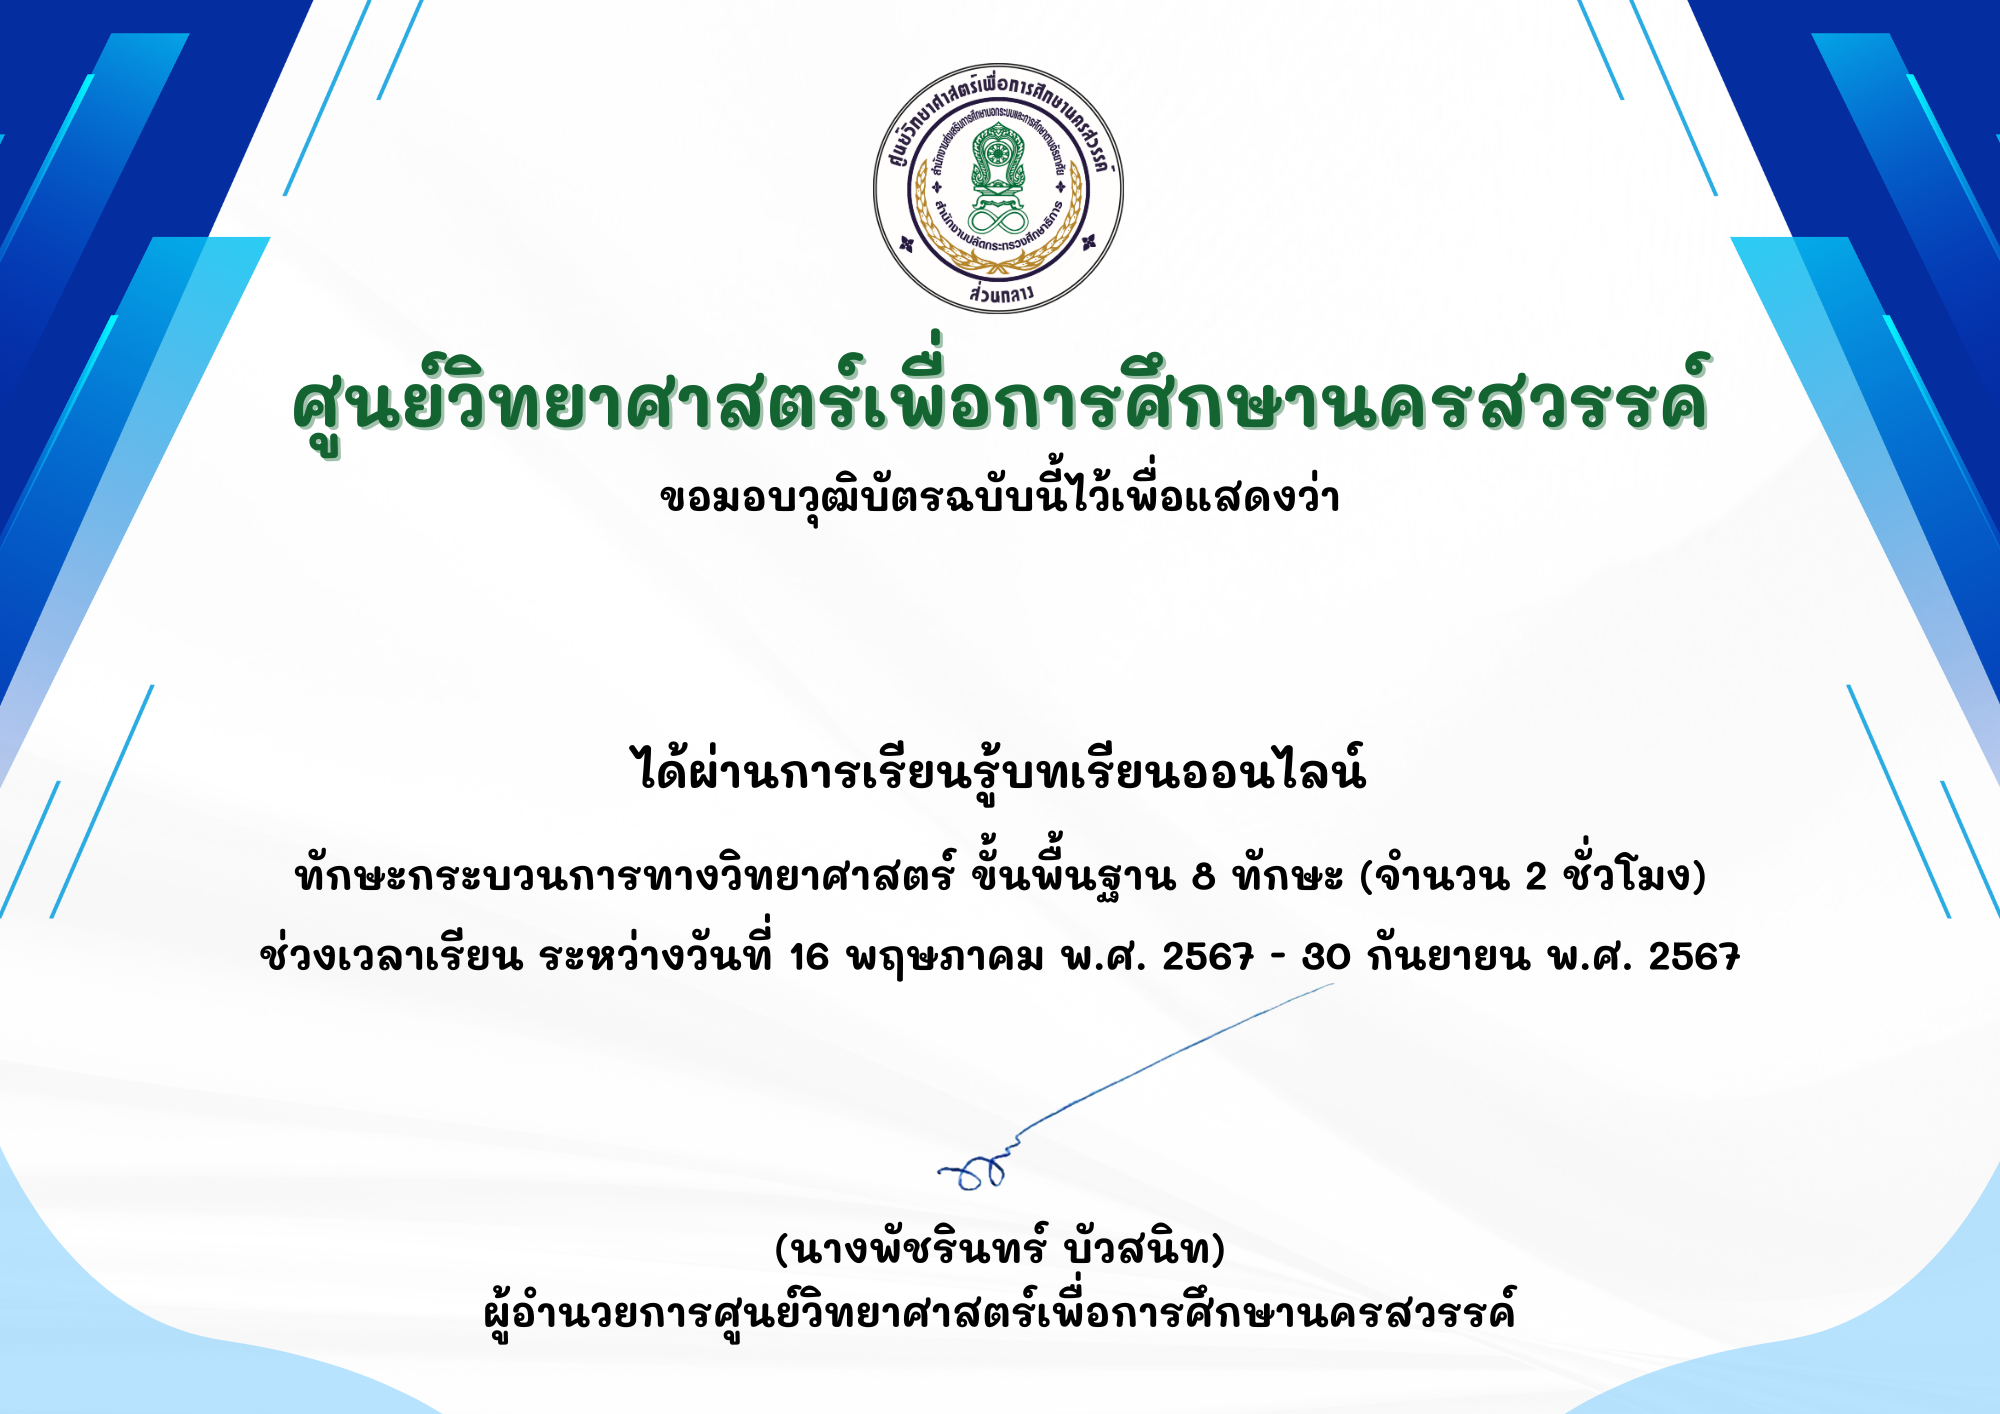 ศูนย์วิทยาศาสตร์เพื่อการศึกษานครสวรรค์
สำนักงานส่งเสริมการศึกษานอกระบบและการศึกษาตามอัธยาศัย
สำนักงานปลัดกระทรวงศึกษาธิการ
ส่วนกลาง
ศูนย์วิทยาศาสตร์เพื่อการศึกษานครสวรรค์
ขอมอบวุฒิบัตรฉบับนี้ไว้เพื่อแสดงว่า
ได้ผ่านการเรียนรู้บทเรียนออนไลน์
ทักษะกระบวนการทางวิทยาศาสตร์ ขั้นพื้นฐาน 8 ทักษะ (จำนวน 2 ชั่วโมง)
ช่วงเวลาเรียน ระหว่างวันที่ 16 พฤษภาคม พ.ศ. 2567 - 30 กันยายน พ.ศ. 2567
(นางพัชรินทร์ บัวสนิท)
ผู้อำนวยการศูนย์วิทยาศาสตร์เพื่อการศึกษานครสวรรค์